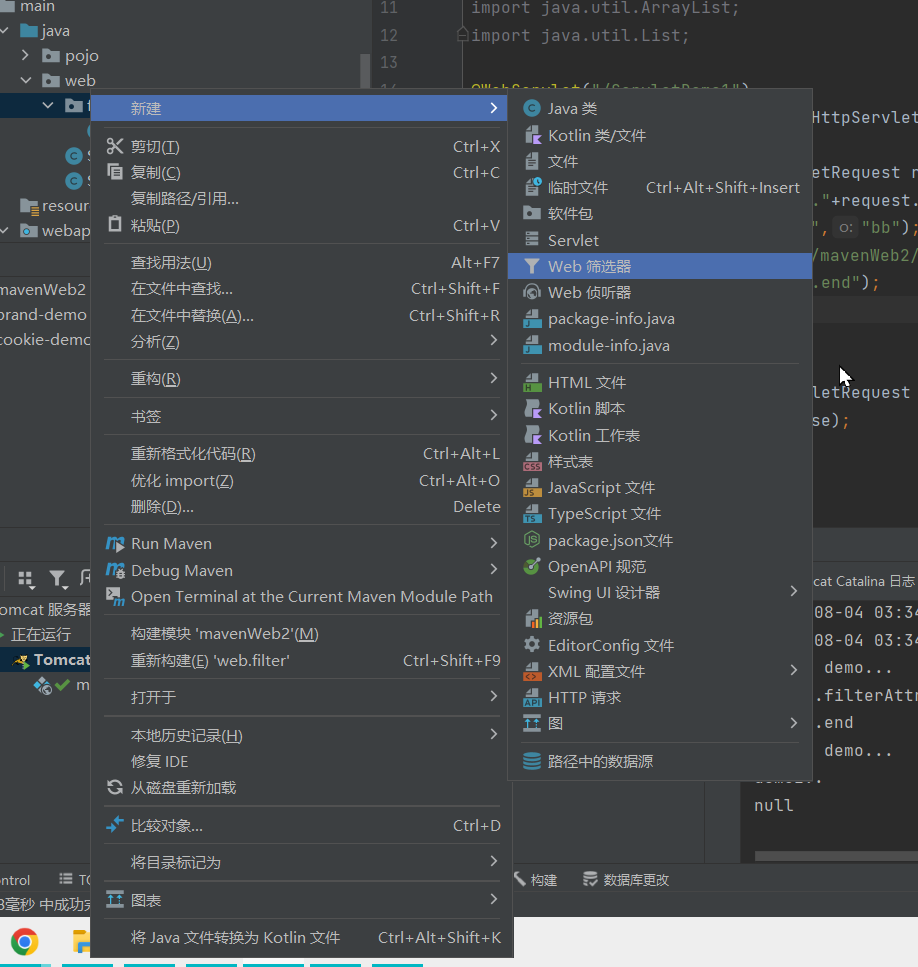 main
java
pojo
web
resour
webap
mavenWeb2
brand-demo
cookie-demo
11
import java.util.ArrayList;
12
import java.util.List;
13
HttpServlet
etRequest r
."+request.
", o: "bb");
/mavenWeb2/
.end");
letRequest
se);
新建
剪切(T) Ctrl+X
复制(C) Ctrl+C
复制路径/引用...
粘贴(P) Ctrl+V
查找用法(U) Alt+F7
在文件中查找... Ctrl+Shift+F
在文件中替换(A)... Ctrl+Shift+R
分析(Z)
重构(R)
书签
重新格式化代码(R) Ctrl+Alt+L
优化 import(Z) Ctrl+Alt+O
删除(D)... Delete
Run Maven
Debug Maven
Open Terminal at the Current Maven Module Path
构建模块 'mavenWeb2'(M)
重新构建(E) 'web.filter' Ctrl+Shift+F9
打开于
本地历史记录(H)
修复 IDE
从磁盘重新加载
比较对象... Ctrl+D
将目录标记为
图表
将 Java 文件转换为 Kotlin 文件 Ctrl+Alt+Shift+K
Java 类
Kotlin 类/文件
文件
临时文件 Ctrl+Alt+Shift+Insert
软件包
Servlet
Web 筛选器
Web 侦听器
package-info.java
module-info.java
HTML 文件
Kotlin 脚本
Kotlin 工作表
样式表
JavaScript 文件
TypeScript 文件
package.json文件
OpenAPI 规范
Swing UI 设计器
资源包
EditorConfig 文件
XML 配置文件
HTTP 请求
图
路径中的数据源
omcat 服务器
正在运行
Tomcat
m
cat Catalina 日志
08-04 03:34
08-04 03:34
demo...
.filterAttr
.end
demo...
null
ontrol
TO
构建
数据库更改
毫秒 中成功完